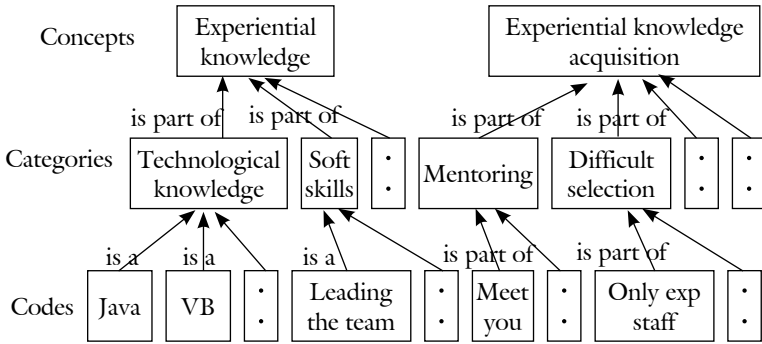 Concepts
Experiential
knowledge
Experiential knowledge
acquisition
is part of
is part of
is part of
is part of
Categories
Technological
knowledge
Soft
skills
:
Mentoring
Difficult
selection
:
:
is a
is a
is a
is part of
is part of
Codes
Java
VB
:
Leading
the team
:
Meet
you
:
Only exp
staff
: